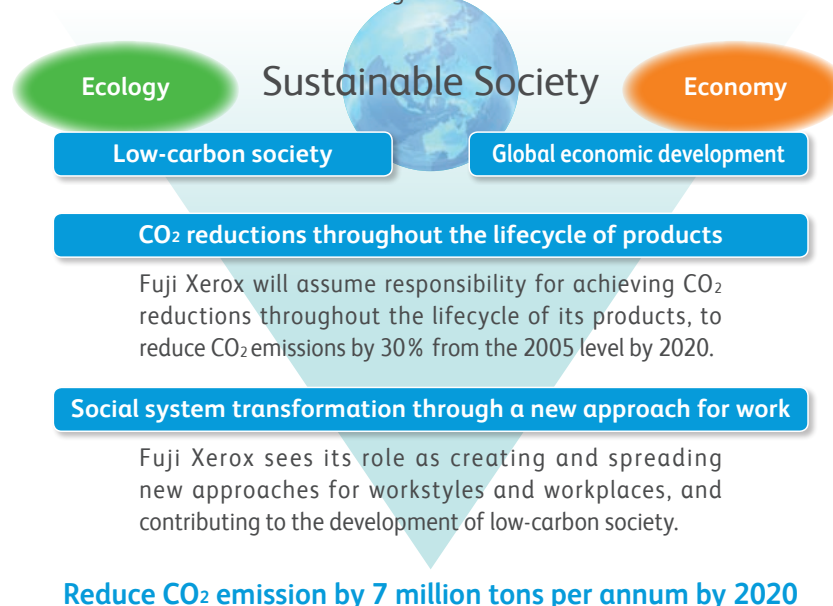 Ecology
Sustainable Society
Economy
Low-carbon society
Global economic development
CO2 reductions throughout the lifecycle of products
Fuji Xerox will assume responsibility for achieving CO2
reductions throughout the lifecycle of its products, to
reduce CO2 emissions by 30% from the 2005 level by 2020.
Social system transformation through a new approach for work
Fuji Xerox sees its role as creating and spreading
new approaches for workstyles and workplaces, and
contributing to the development of low-carbon society.
Reduce CO2 emission by 7 million tons per annum by 2020